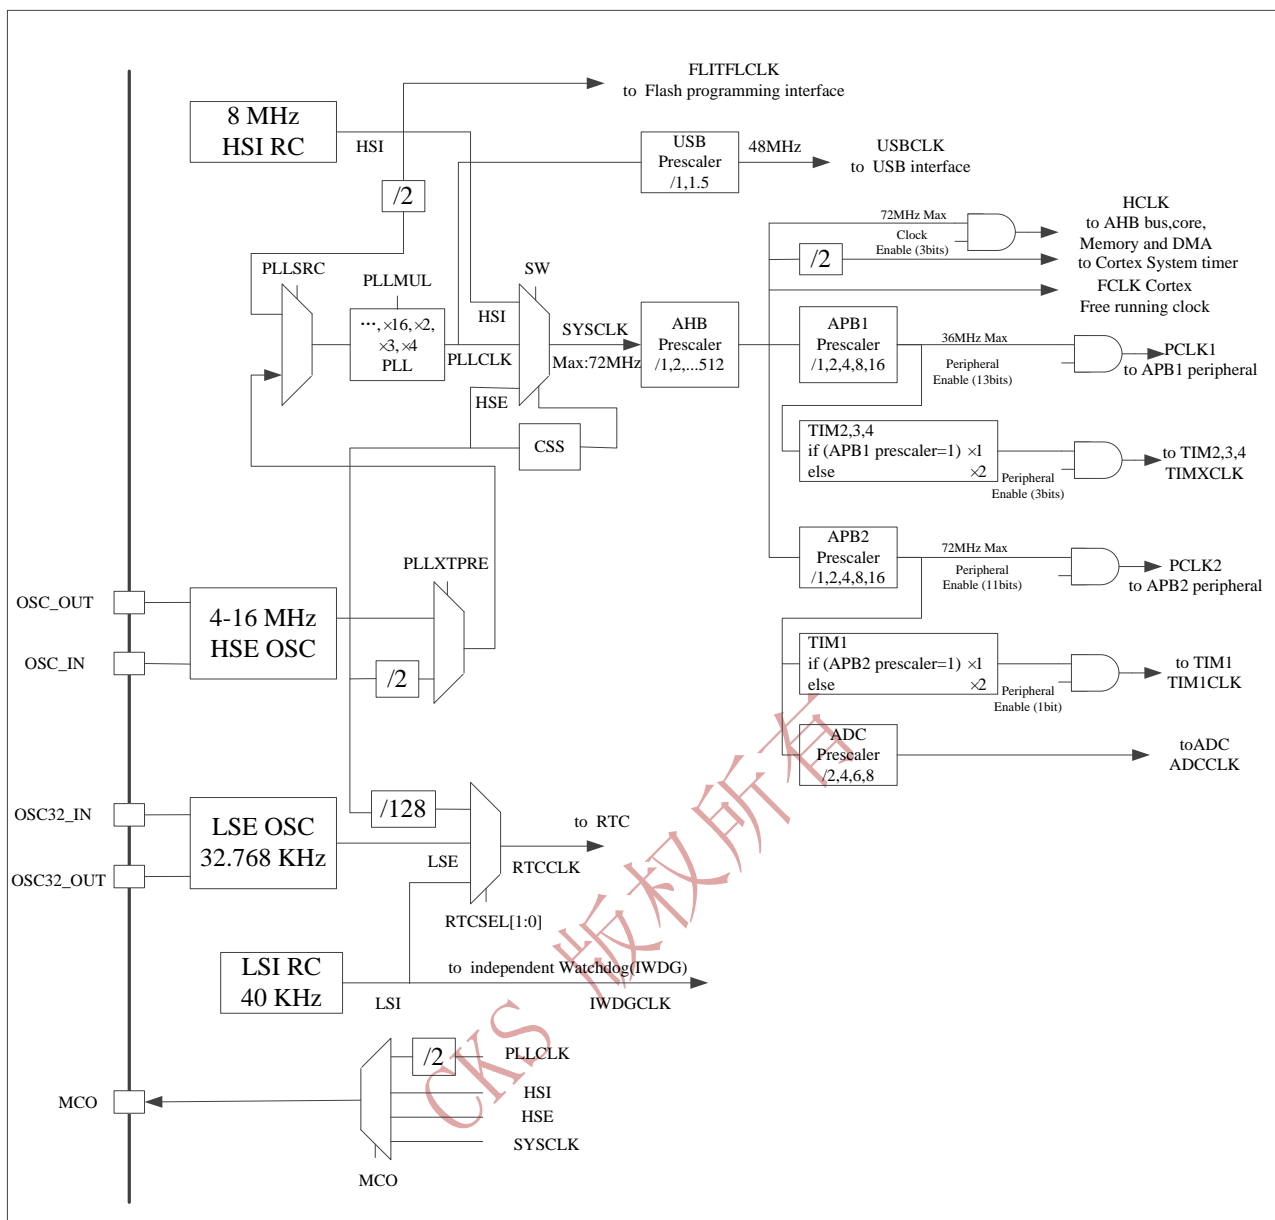 FLITFLCLK
to Flash programming interface
8 MHz
HSI RC
HSI
USB
Prescaler
/1,1.5
48MHz
USBCLK
to USB interface
/2
72MHz Max
Clock
Enable (3bits)
HCLK
to AHB bus,core,
Memory and DMA
/2
to Cortex System timer
FCLK Cortex
Free running clock
PLLSRC
PLLMUL
SW
···, ×16, ×2,
×3, ×4
PLL
HSI
PLLCLK
HSE
SYSCLK
Max:72MHz
AHB
Prescaler
/1,2,...512
APB1
Prescaler
/1,2,4,8,16
36MHz Max
Peripheral
Enable (13bits)
PCLK1
to APB1 peripheral
CSS
TIM2,3,4
if (APB1 prescaler=1) ×1
else ×2
Peripheral
Enable (3bits)
to TIM2,3,4
TIMXCLK
APB2
Prescaler
/1,2,4,8,16
72MHz Max
Peripheral
Enable (11bits)
PCLK2
to APB2 peripheral
PLLXTPRE
OSC_OUT
OSC_IN
4-16 MHz
HSE OSC
/2
TIM1
if (APB2 prescaler=1) ×1
else ×2
Peripheral
Enable (1bit)
to TIM1
TIM1CLK
ADC
Prescaler
/2,4,6,8
toADC
ADCCLK
OSC32_IN
OSC32_OUT
LSE OSC
32.768 KHz
/128
LSE
to RTC
RTCCLK
RTCSEL[1:0]
LSI RC
40 KHz
LSI
to independent Watchdog(IWDG)
IWDGCLK
MCO
/2
PLLCLK
HSI
HSE
SYSCLK
MCO
CKS 版权所有